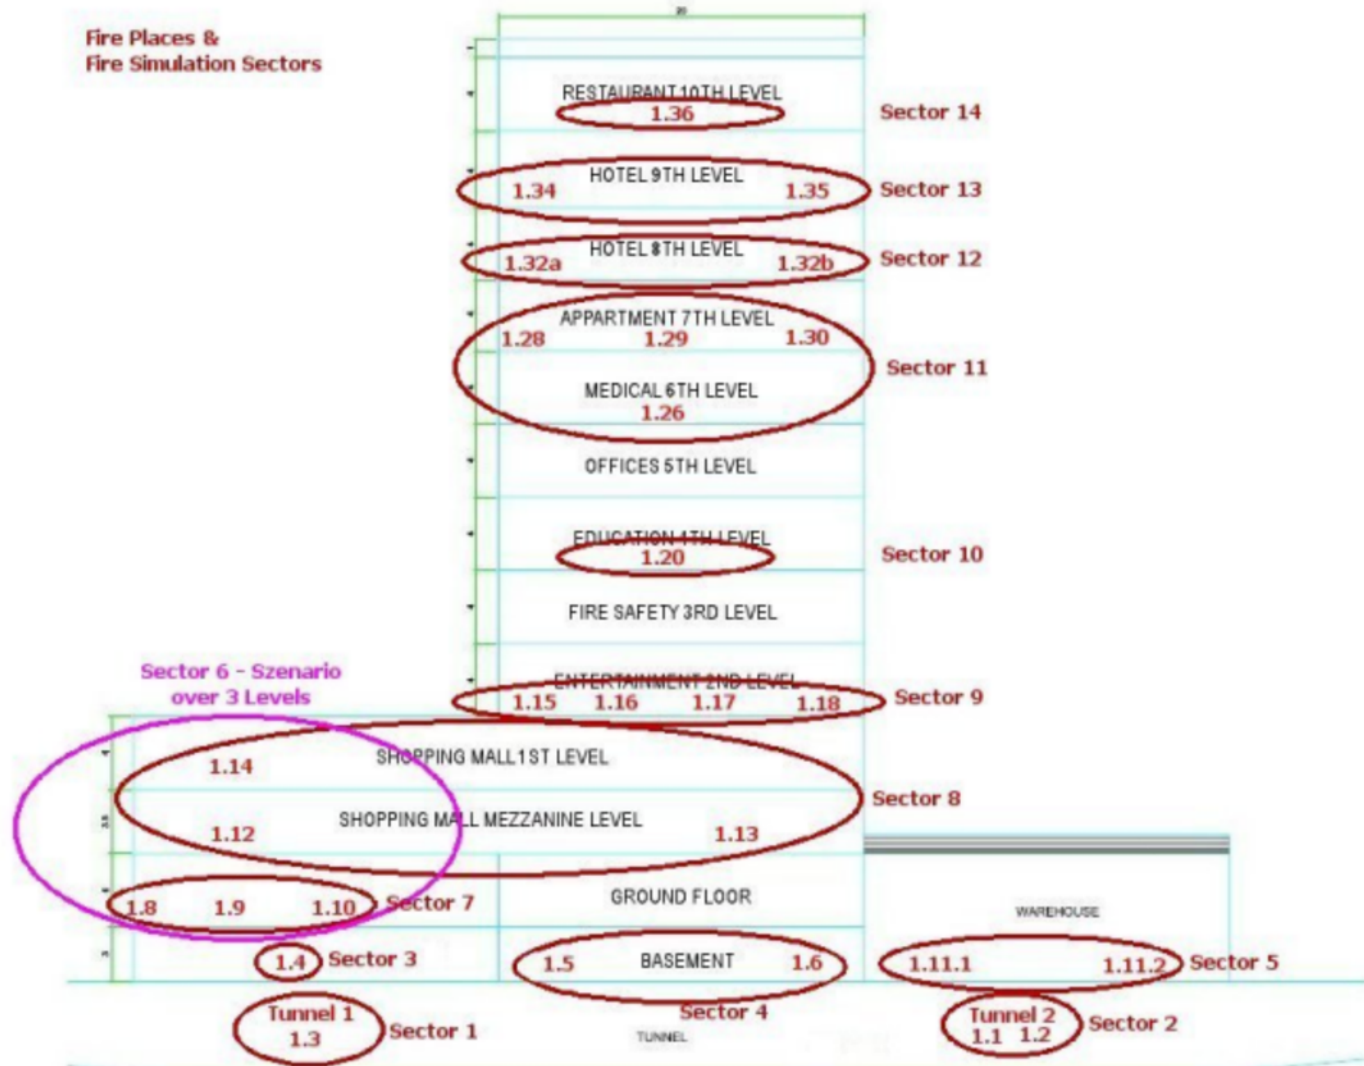 20
Fire Places &
Fire Simulation Sectors
RESTAURANT 10TH LEVEL
1.36
Sector 14
HOTEL 9TH LEVEL
1.34 1.35
Sector 13
HOTEL 8TH LEVEL
1.32a 1.32b
Sector 12
APPARTMENT 7TH LEVEL
1.28 1.29 1.30
Sector 11
MEDICAL 6TH LEVEL
1.26
OFFICES 5TH LEVEL
EDUCATION 4TH LEVEL
1.20
Sector 10
FIRE SAFETY 3RD LEVEL
Sector 6 - Szenario
over 3 Levels
ENTERTAINMENT 2ND LEVEL
1.15 1.16 1.17 1.18
Sector 9
SHOPPING MALL 1ST LEVEL
1.14
Sector 8
SHOPPING MALL MEZZANINE LEVEL
1.12 1.13
GROUND FLOOR
1.8 1.9 1.10 Sector 7
WAREHOUSE
1.4 Sector 3
1.5 BASEMENT 1.6
1.11.1 1.11.2 Sector 5
Sector 4
Tunnel 1
1.3
Sector 1
TUNNEL
Tunnel 2
1.1 1.2
Sector 2